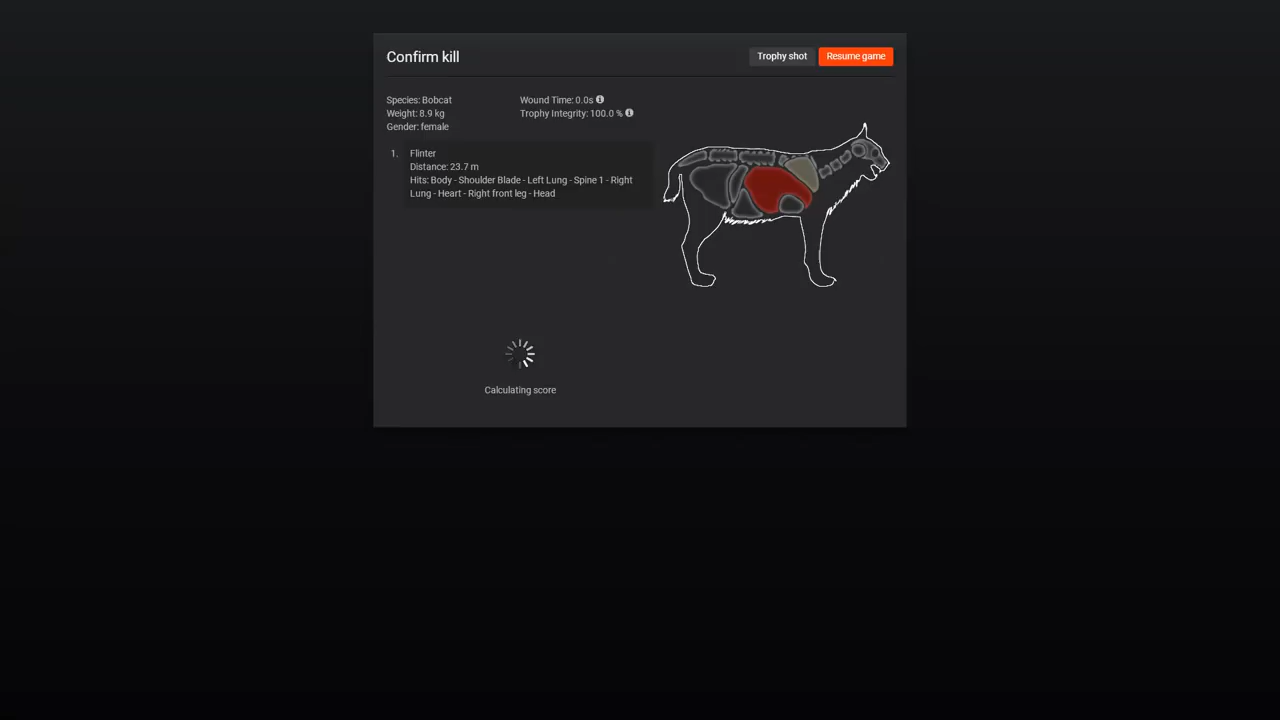 Confirm kill
Trophy shot
Resume game
Species: Bobcat
Weight: 8.9 kg
Gender: female
Wound Time: 0.0s
Trophy Integrity: 100.0 %
1.
Flinter
Distance: 23.7 m
Hits: Body - Shoulder Blade - Left Lung - Spine 1 - Right
Lung - Heart - Right front leg - Head
Calculating score